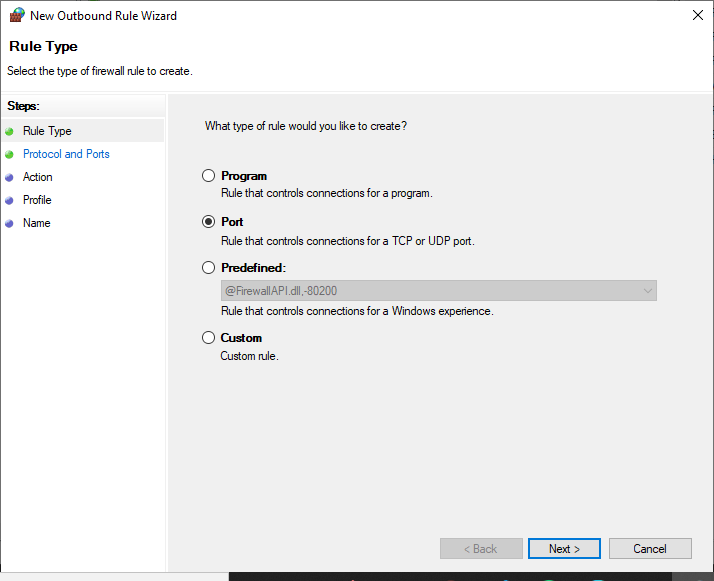 New Outbound Rule Wizard
Rule Type
Select the type of firewall rule to create.
Steps:
Rule Type
Protocol and Ports
Action
Profile
Name
What type of rule would you like to create?
Program
Rule that controls connections for a program.
Port
Rule that controls connections for a TCP or UDP port.
Predefined:
@FirewallAPI.dll,-80200
Rule that controls connections for a Windows experience.
Custom
Custom rule.
< Back Next > Cancel